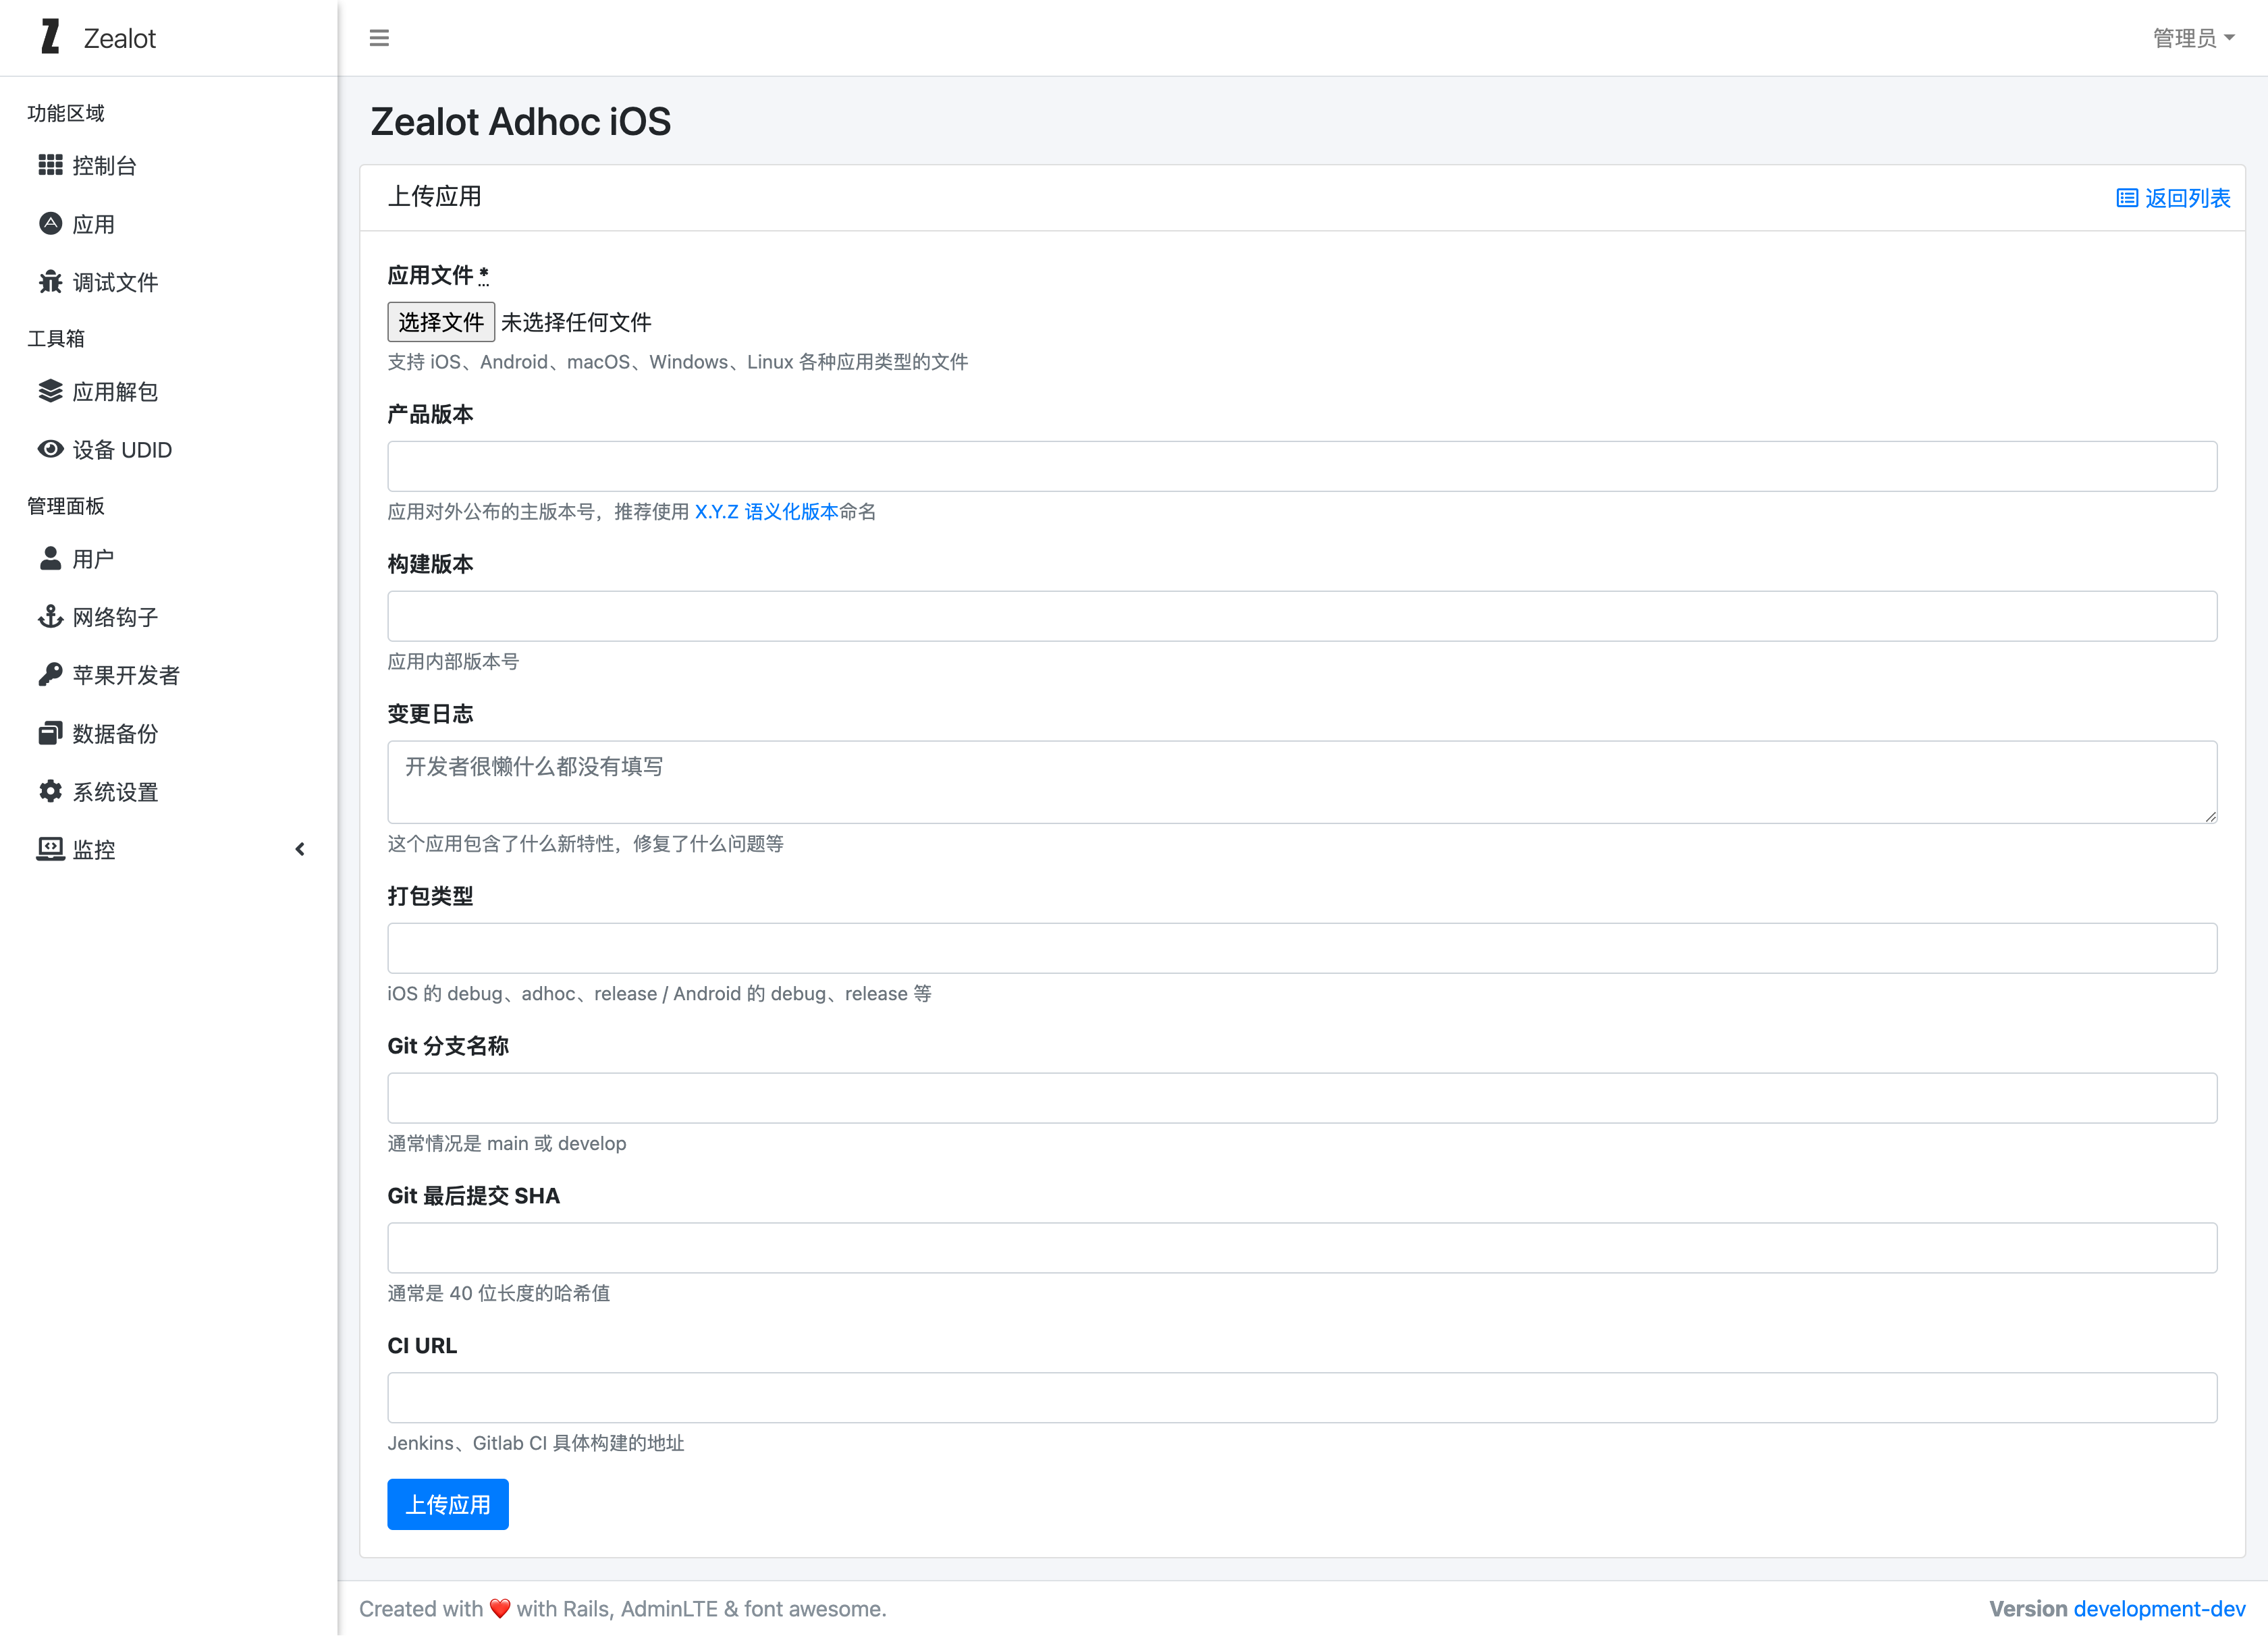 Zealot
管理员
功能区域
控制台
应用
调试文件
工具箱
应用解包
设备 UDID
管理面板
用户
网络钩子
苹果开发者
数据备份
系统设置
监控
Zealot Adhoc iOS
上传应用
返回列表
应用文件 *
选择文件 未选择任何文件
支持 iOS、Android、macOS、Windows、Linux 各种应用类型的文件
产品版本
应用对外公布的主版本号，推荐使用 X.Y.Z 语义化版本命名
构建版本
应用内部版本号
变更日志
开发者很懒什么都没有填写
这个应用包含了什么新特性，修复了什么问题等
打包类型
iOS 的 debug、adhoc、release / Android 的 debug、release 等
Git 分支名称
通常情况是 main 或 develop
Git 最后提交 SHA
通常是 40 位长度的哈希值
CI URL
Jenkins、Gitlab CI 具体构建的地址
上传应用
Created with ❤️ with Rails, AdminLTE & font awesome.
Version development-dev